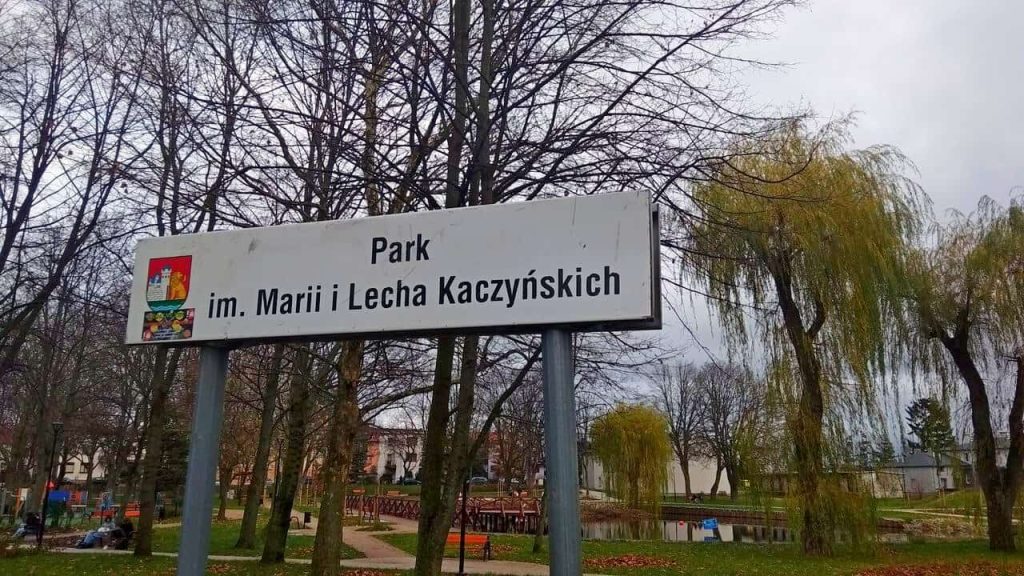 Park
im. Marii i Lecha Kaczyńskich